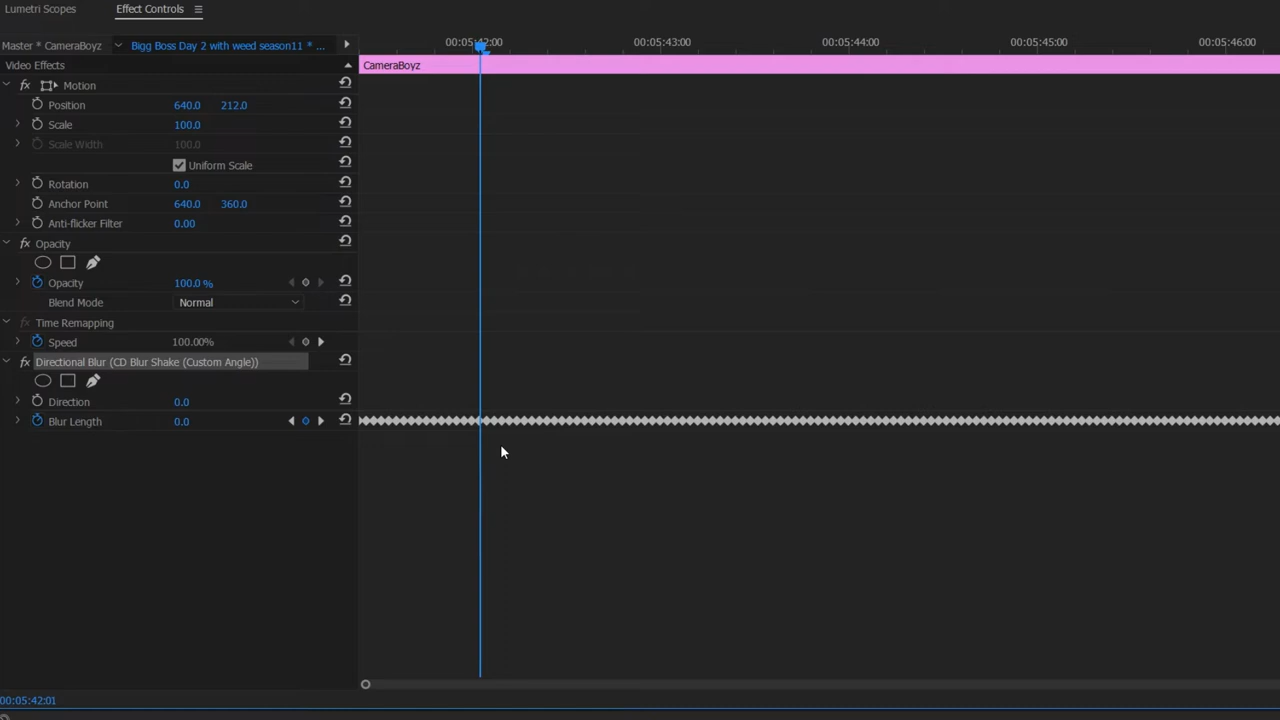 Lumetri Scopes Effect Controls
Master * CameraBoyz Bigg Boss Day 2 with weed season11 * ... 00:05:42:00 00:05:43:00 00:05:44:00 00:05:45:00 00:05:46:00
Video Effects CameraBoyz
fx Motion
Position 640.0 212.0
Scale 100.0
Scale Width 100.0
Uniform Scale
Rotation 0.0
Anchor Point 640.0 360.0
Anti-flicker Filter 0.00
fx Opacity
Opacity 100.0 %
Blend Mode Normal
fx Time Remapping
Speed 100.00%
fx Directional Blur (CD Blur Shake (Custom Angle))
Direction 0.0
Blur Length 0.0
00:05:42:01